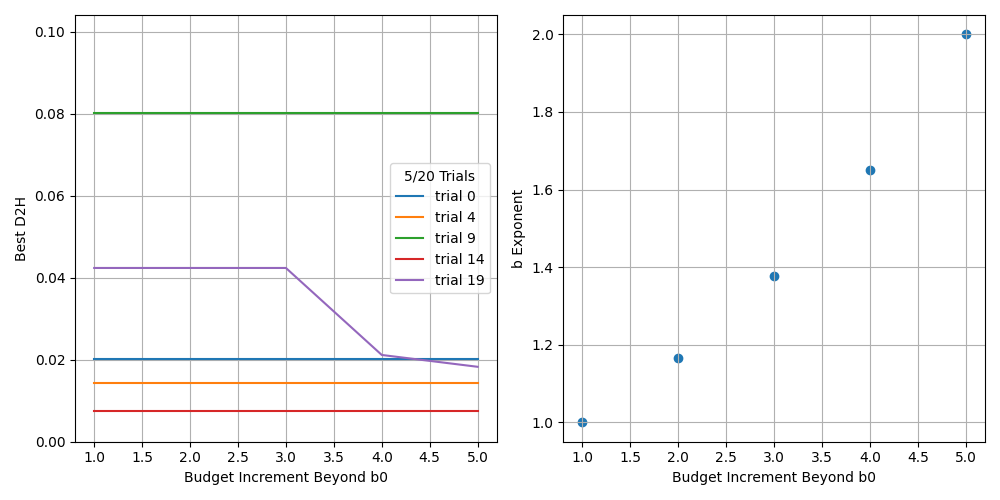 0.10
0.08
0.06
0.04
0.02
0.00
Best D2H
1.0 1.5 2.0 2.5 3.0 3.5 4.0 4.5 5.0
Budget Increment Beyond b0
5/20 Trials
trial 0
trial 4
trial 9
trial 14
trial 19
2.0
1.8
1.6
1.4
1.2
1.0
b Exponent
1.0 1.5 2.0 2.5 3.0 3.5 4.0 4.5 5.0
Budget Increment Beyond b0